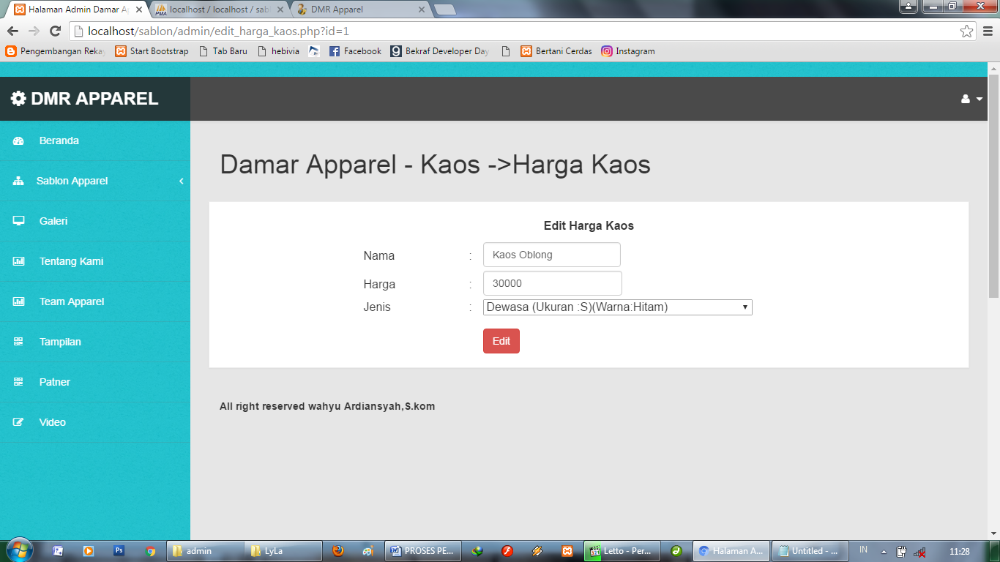 Halaman Admin Damar Ap
localhost / localhost / sabl
DMR Apparel
localhost/sablon/admin/edit_harga_kaos.php?id=1
Pengembangan Reka
Start Bootstrap
Tab Baru
hebivia
Facebook
Bekraf Developer Day
Bertani Cerdas
Instagram
DMR APPAREL
Beranda
Sablon Apparel
Galeri
Tentang Kami
Team Apparel
Tampilan
Patner
Video
Damar Apparel - Kaos ->Harga Kaos
Edit Harga Kaos
Nama : Kaos Oblong
Harga : 30000
Jenis : Dewasa (Ukuran :S)(Warna:Hitam)
Edit
All right reserved wahyu Ardiansyah,S.kom
admin
LyLa
PROSES PE...
Letto - Per...
Halaman A...
Untitled - ...
IN
11:28